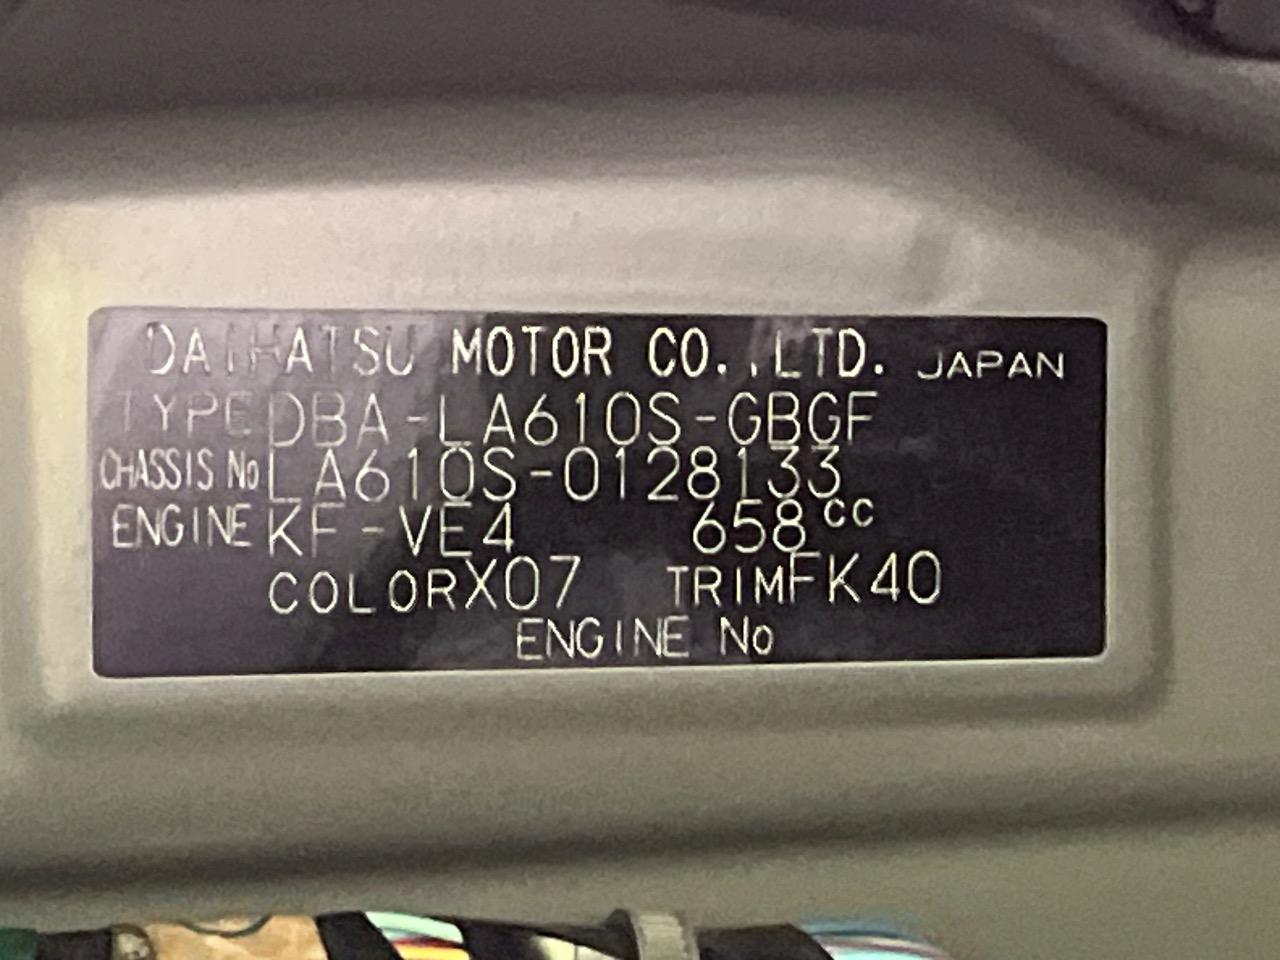 DAIHATSU MOTOR CO.,LTD. JAPAN
TYPE DBA-LA610S-GBGF
CHASSIS No LA610S-0128133
ENGINE KF-VE4 658cc
COLOR X07 TRIM FK40
ENGINE No